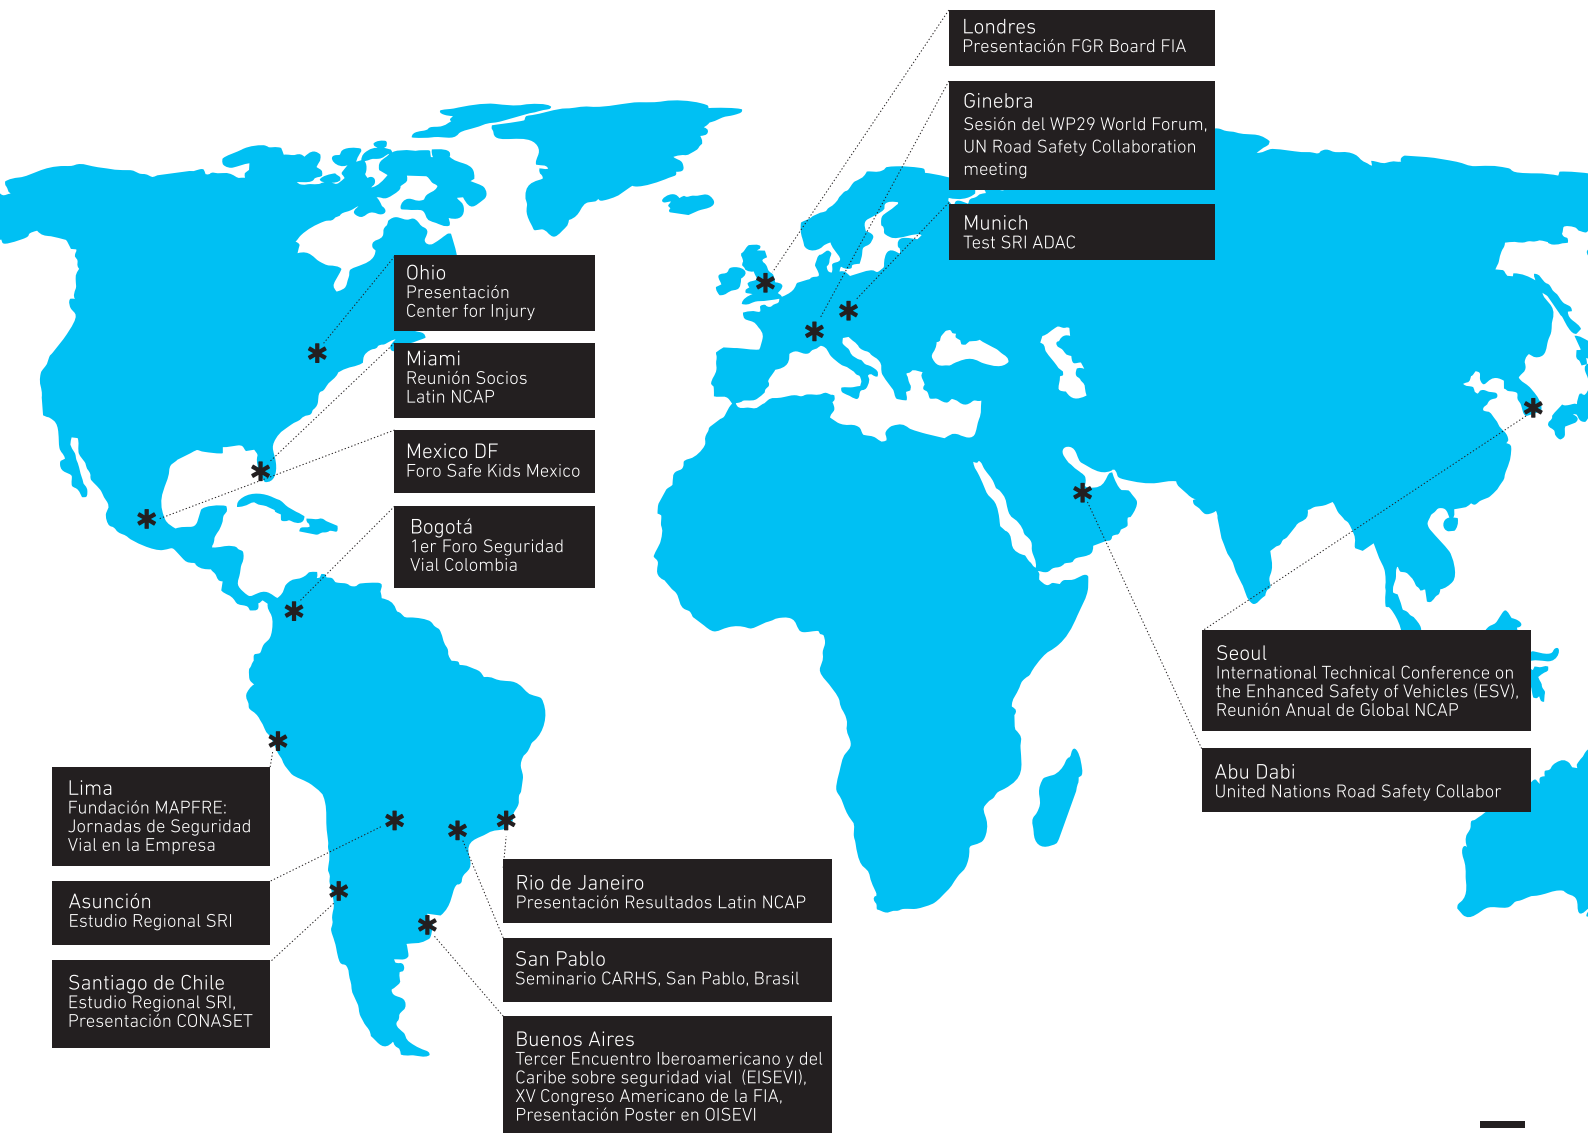 Londres
Presentación FGR Board FIA
Ginebra
Sesión del WP29 World Forum,
UN Road Safety Collaboration
meeting
Munich
Test SRI ADAC
Ohio
Presentación
Center for Injury
Miami
Reunión Socios
Latin NCAP
Mexico DF
Foro Safe Kids Mexico
Bogotá
1er Foro Seguridad
Vial Colombia
Seoul
International Technical Conference on
the Enhanced Safety of Vehicles (ESV),
Reunión Anual de Global NCAP
Abu Dabi
United Nations Road Safety Collabor
Lima
Fundación MAPFRE:
Jornadas de Seguridad
Vial en la Empresa
Asunción
Estudio Regional SRI
Santiago de Chile
Estudio Regional SRI,
Presentación CONASET
Rio de Janeiro
Presentación Resultados Latin NCAP
San Pablo
Seminario CARHS, San Pablo, Brasil
Buenos Aires
Tercer Encuentro Iberoamericano y del
Caribe sobre seguridad vial (EISEVI),
XV Congreso Americano de la FIA,
Presentación Poster en OISEVI